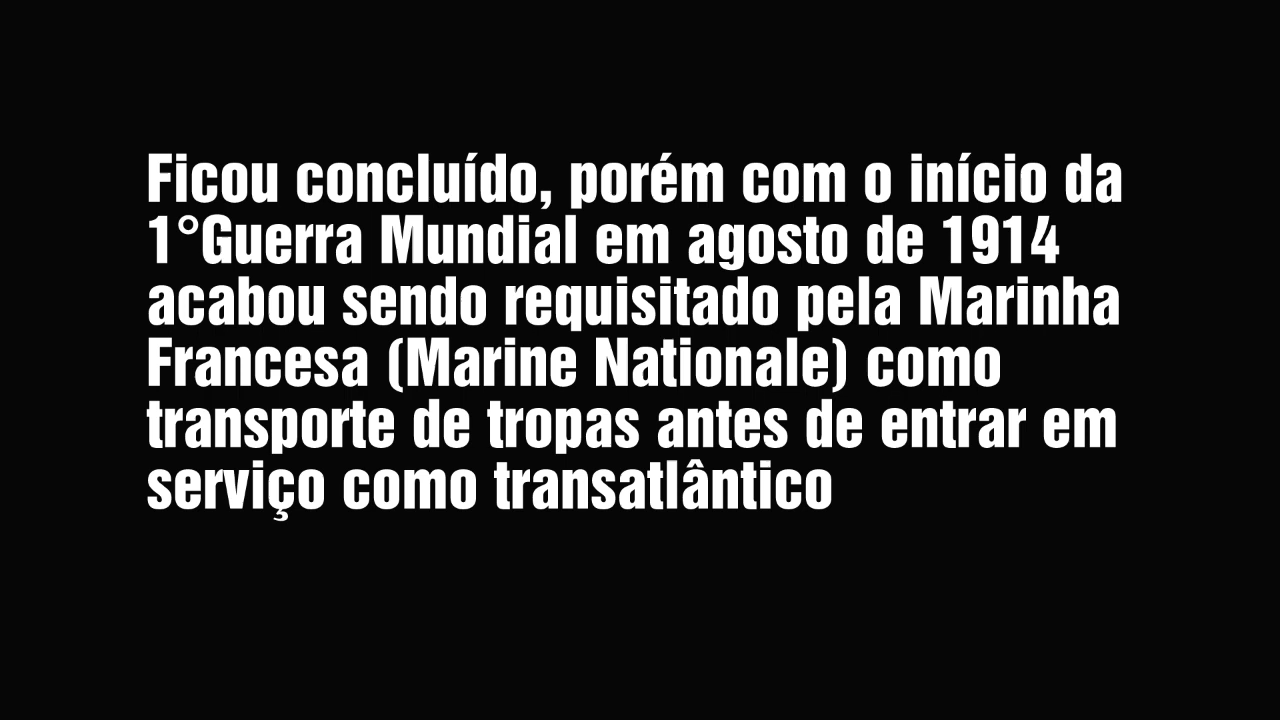 Ficou concluído, porém com o início da
1°Guerra Mundial em agosto de 1914
acabou sendo requisitado pela Marinha
Francesa (Marine Nationale) como
transporte de tropas antes de entrar em
serviço como transatlântico